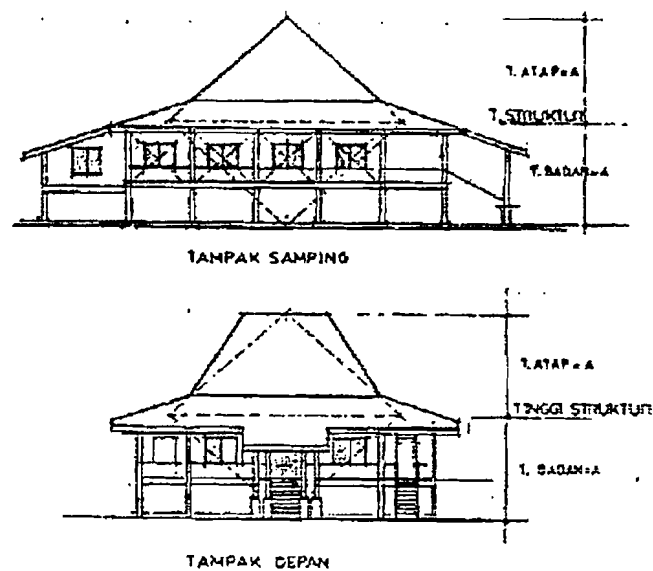 T. ATAP=A
T. STRUKTUR
T. BADAN=A
TAMPAK SAMPING
T. ATAP=A
TINGGI STRUKTUR
T. BADAN=A
TAMPAK DEPAN